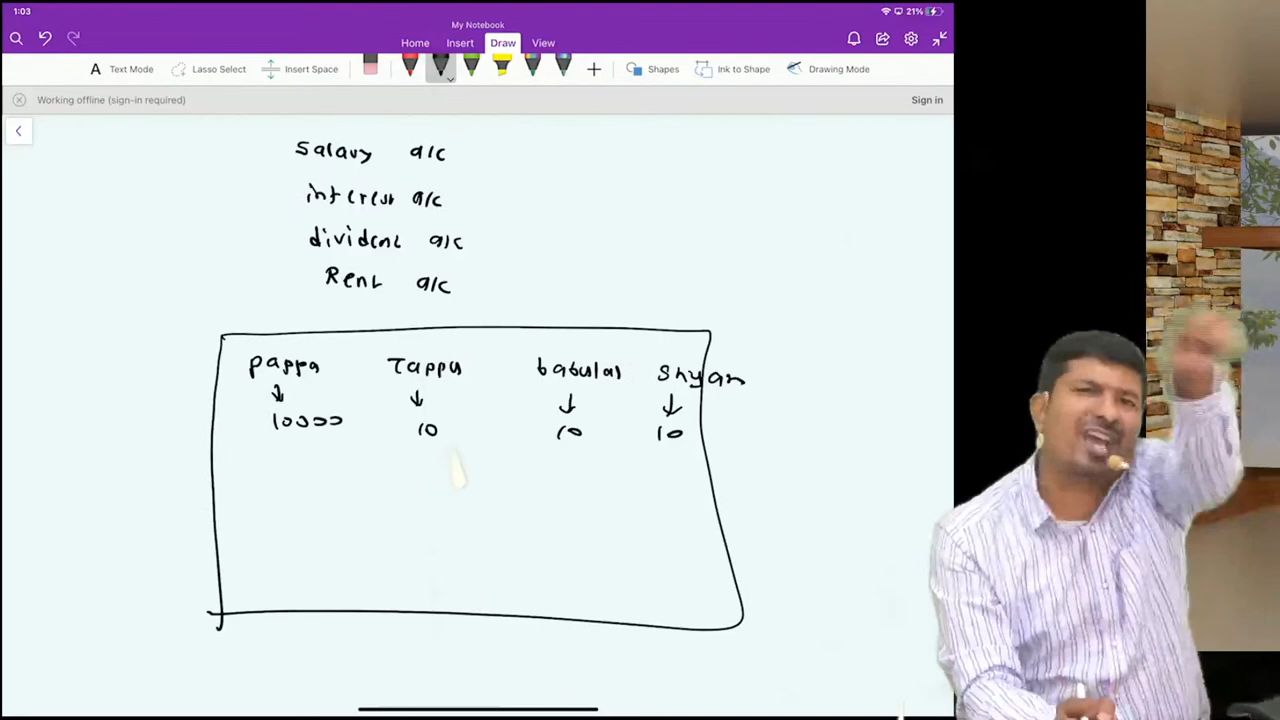 1:03
21%
My Notebook
Home Insert Draw View
Text Mode Lasso Select Insert Space Shapes Ink to Shape Drawing Mode
Working offline (sign-in required) Sign in
Salary a/c
interest a/c
divident a/c
Rent a/c
Pappu Tappu babulal Shyam
10000 10 10 10